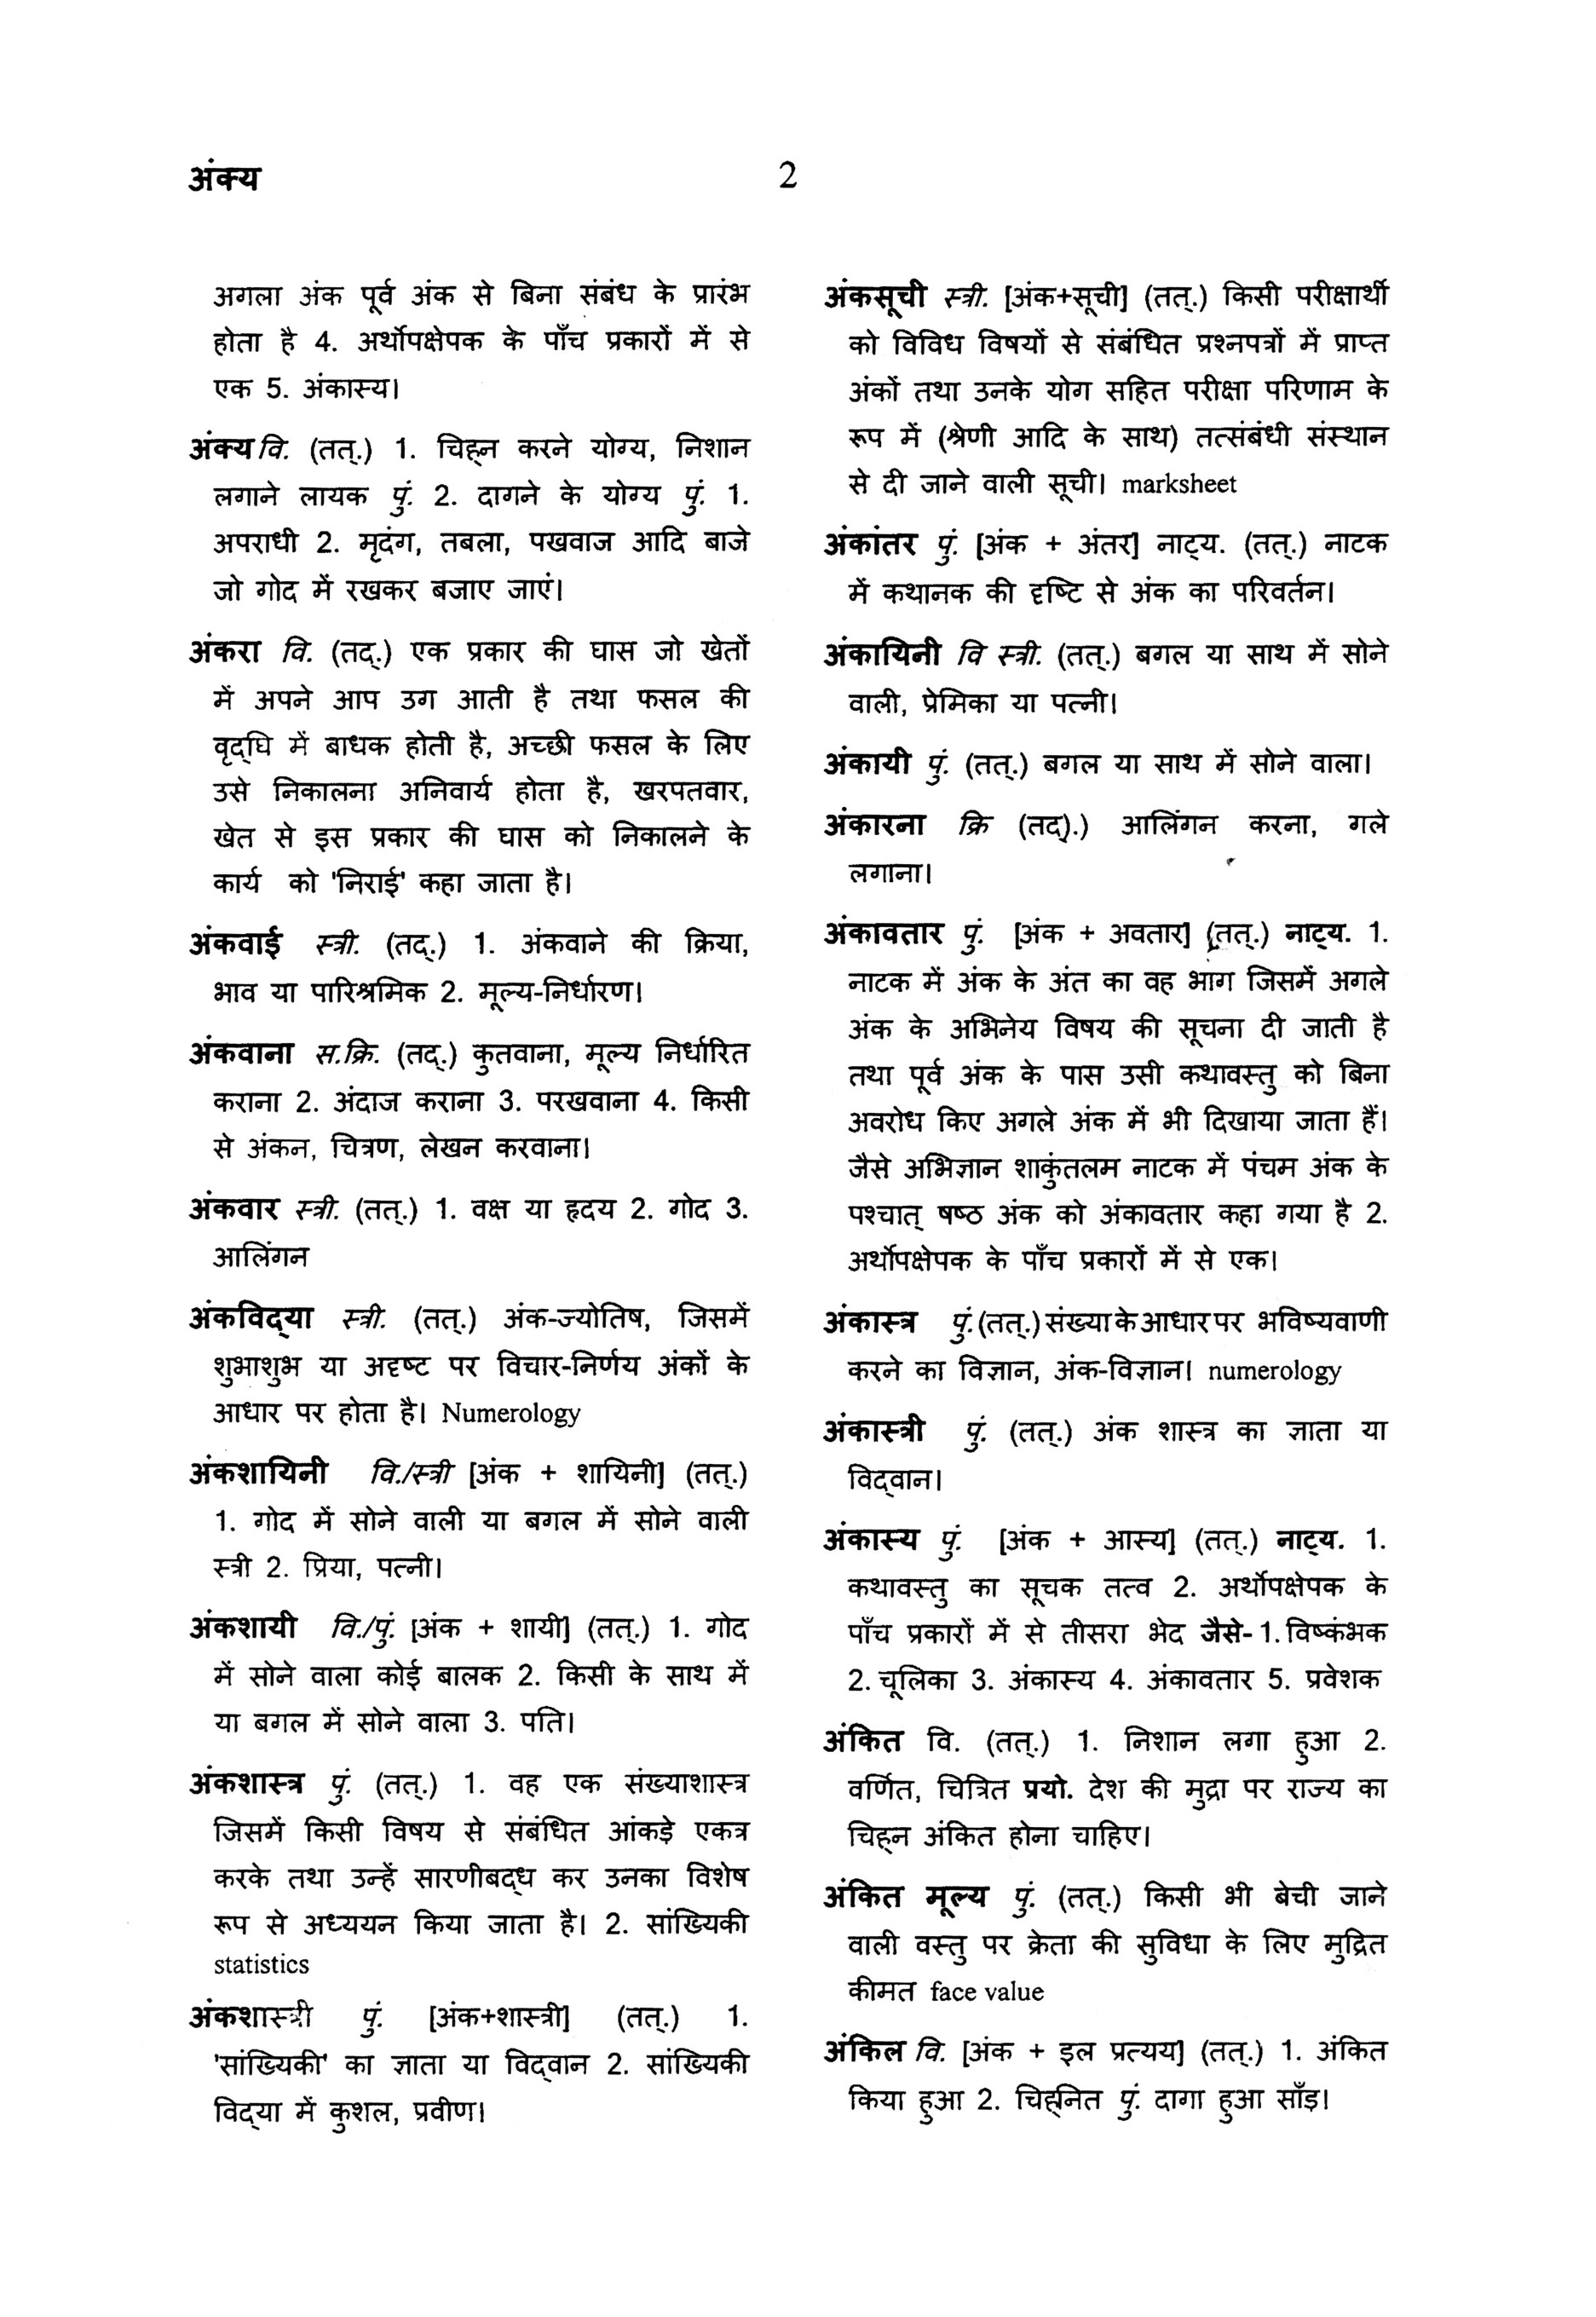 अंक्य
2
अगला अंक पूर्व अंक से बिना संबंध के प्रारंभ
होता है 4. अर्थोपक्षेपक के पाँच प्रकारों में से
एक 5. अंकास्य।
अंक्य वि. (तत्.) 1. चिह्न करने योग्य, निशान
लगाने लायक पुं. 2. दागने के योग्य पुं. 1.
अपराधी 2. मृदंग, तबला, पखवाज आदि बाजे
जो गोद में रखकर बजाए जाएं।
अंकरा वि. (तद्.) एक प्रकार की घास जो खेतों
में अपने आप उग आती है तथा फसल की
वृद्घि में बाधक होती है, अच्छी फसल के लिए
उसे निकालना अनिवार्य होता है, खरपतवार,
खेत से इस प्रकार की घास को निकालने के
कार्य को 'निराई' कहा जाता है।
अंकवाई स्त्री. (तद्.) 1. अंकवाने की क्रिया,
भाव या पारिश्रमिक 2. मूल्य-निर्धारण।
अंकवाना स.क्रि. (तद्.) कुतवाना, मूल्य निर्धारित
कराना 2. अंदाज कराना 3. परखवाना 4. किसी
से अंकन, चित्रण, लेखन करवाना।
अंकवार स्त्री. (तत्.) 1. वक्ष या हृदय 2. गोद 3.
आलिंगन
अंकविद्या स्त्री. (तत्.) अंक-ज्योतिष, जिसमें
शुभाशुभ या अदृष्ट पर विचार-निर्णय अंकों के
आधार पर होता है। Numerology
अंकशायिनी वि./स्त्री [अंक + शायिनी] (तत्.)
1. गोद में सोने वाली या बगल में सोने वाली
स्त्री 2. प्रिया, पत्नी।
अंकशायी वि./पुं. [अंक + शायी] (तत्.) 1. गोद
में सोने वाला कोई बालक 2. किसी के साथ में
या बगल में सोने वाला 3. पति।
अंकशास्त्र पुं. (तत्.) 1. वह एक संख्याशास्त्र
जिसमें किसी विषय से संबंधित आंकड़े एकत्र
करके तथा उन्हें सारणीबद्ध कर उनका विशेष
रूप से अध्ययन किया जाता है। 2. सांख्यिकी
statistics
अंकशास्त्री पुं. [अंक+शास्त्री] (तत्.) 1.
'सांख्यिकी' का ज्ञाता या विद्वान 2. सांख्यिकी
विद्या में कुशल, प्रवीण।
अंकसूची स्त्री. [अंक+सूची] (तत्.) किसी परीक्षार्थी
को विविध विषयों से संबंधित प्रश्नपत्रों में प्राप्त
अंकों तथा उनके योग सहित परीक्षा परिणाम के
रूप में (श्रेणी आदि के साथ) तत्संबंधी संस्थान
से दी जाने वाली सूची। marksheet
अंकांतर पुं. [अंक + अंतर] नाट्य. (तत्.) नाटक
में कथानक की दृष्टि से अंक का परिवर्तन।
अंकायिनी वि स्त्री. (तत्.) बगल या साथ में सोने
वाली, प्रेमिका या पत्नी।
अंकायी पुं. (तत्.) बगल या साथ में सोने वाला।
अंकारना क्रि (तद्).) आलिंगन करना, गले
लगाना।
अंकावतार पुं. [अंक + अवतार] (तत्.) नाट्य. 1.
नाटक में अंक के अंत का वह भाग जिसमें अगले
अंक के अभिनेय विषय की सूचना दी जाती है
तथा पूर्व अंक के पास उसी कथावस्तु को बिना
अवरोध किए अगले अंक में भी दिखाया जाता हैं।
जैसे अभिज्ञान शाकुंतलम नाटक में पंचम अंक के
पश्चात् षष्ठ अंक को अंकावतार कहा गया है 2.
अर्थोपक्षेपक के पाँच प्रकारों में से एक।
अंकास्त्र पुं. (तत्.) संख्या के आधार पर भविष्यवाणी
करने का विज्ञान, अंक-विज्ञान। numerology
अंकास्त्री पुं. (तत्.) अंक शास्त्र का ज्ञाता या
विद्वान।
अंकास्य पुं. [अंक + आस्य] (तत्.) नाट्य. 1.
कथावस्तु का सूचक तत्व 2. अर्थोपक्षेपक के
पाँच प्रकारों में से तीसरा भेद जैसे- 1. विष्कंभक
2. चूलिका 3. अंकास्य 4. अंकावतार 5. प्रवेशक
अंकित वि. (तत्.) 1. निशान लगा हुआ 2.
वर्णित, चित्रित प्रयो. देश की मुद्रा पर राज्य का
चिह्न अंकित होना चाहिए।
अंकित मूल्य पुं. (तत्.) किसी भी बेची जाने
वाली वस्तु पर क्रेता की सुविधा के लिए मुद्रित
कीमत face value
अंकिल वि. [अंक + इल प्रत्यय] (तत्.) 1. अंकित
किया हुआ 2. चिह्नित पुं. दागा हुआ साँड़।